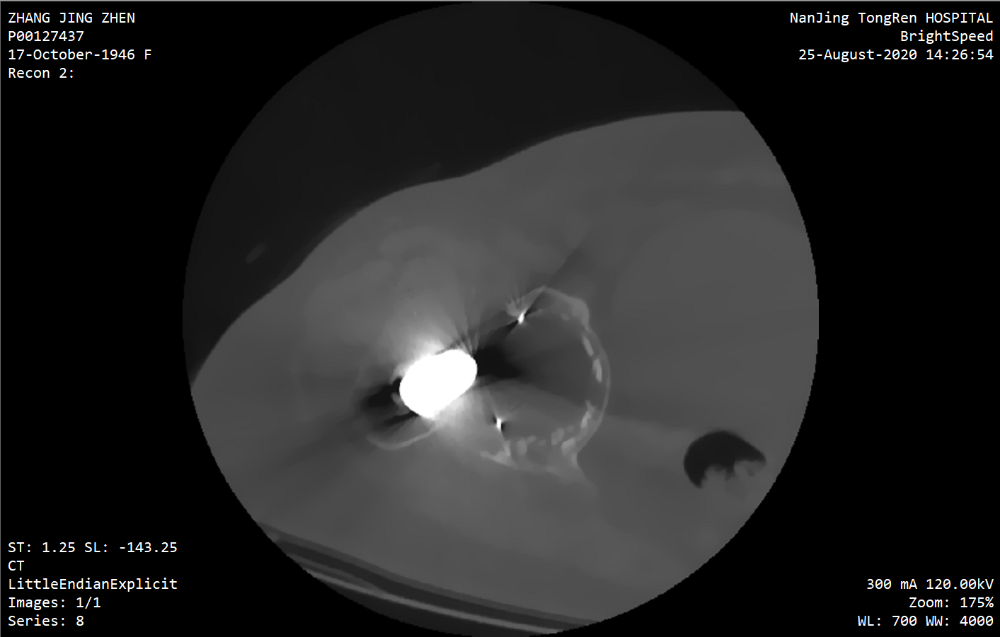 ZHANG JING ZHEN
P00127437
17-October-1946 F
Recon 2:
NanJing TongRen HOSPITAL
BrightSpeed
25-August-2020 14:26:54
ST: 1.25 SL: -143.25
CT
LittleEndianExplicit
Images: 1/1
Series: 8
300 mA 120.00kV
Zoom: 175%
WL: 700 WW: 4000